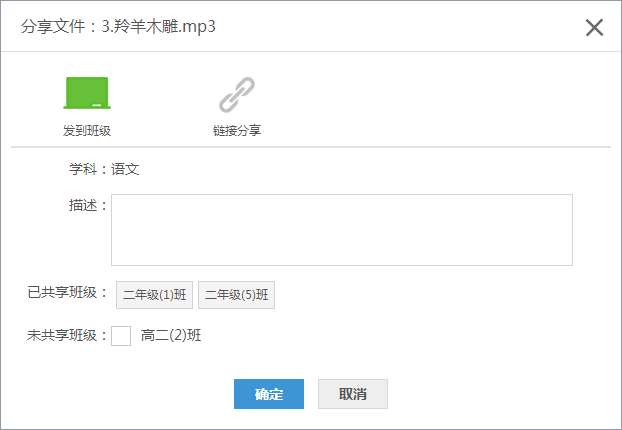 分享文件：3.羚羊木雕.mp3
发到班级 链接分享
学科：语文
描述：
已共享班级： 二年级(1)班 二年级(5)班
未共享班级： 高二(2)班
确定 取消